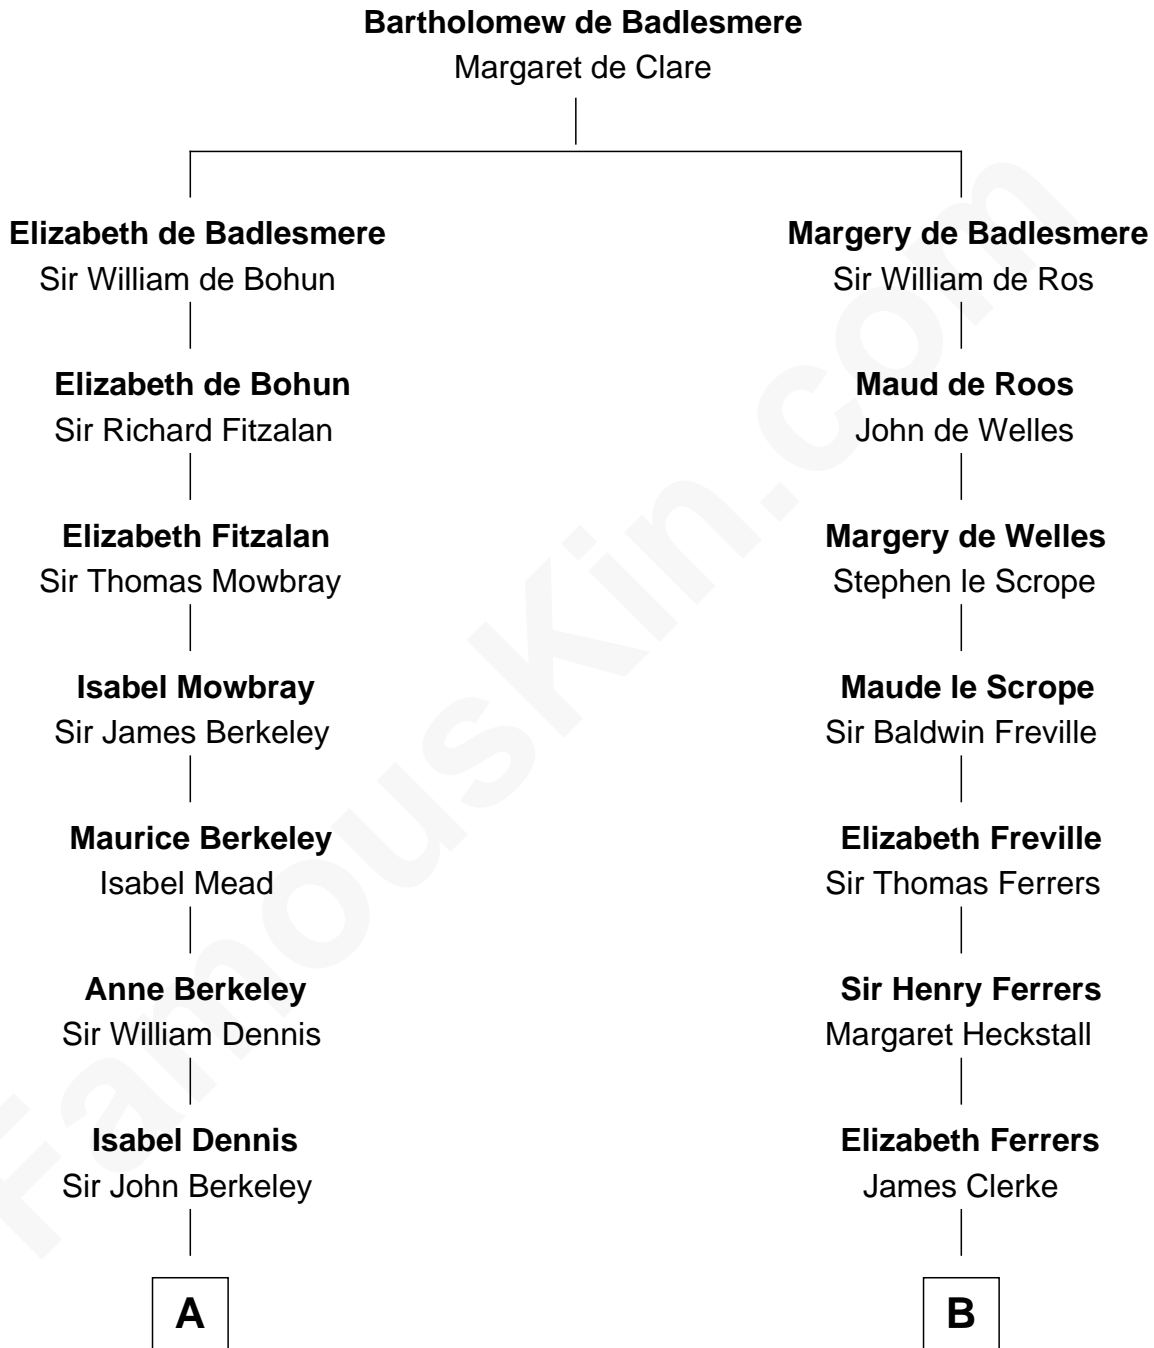 Bartholomew de Badlesmere
Margaret de Clare
Elizabeth de Badlesmere
Sir William de Bohun
Elizabeth de Bohun
Sir Richard Fitzalan
Elizabeth Fitzalan
Sir Thomas Mowbray
Isabel Mowbray
Sir James Berkeley
Maurice Berkeley
Isabel Mead
Anne Berkeley
Sir William Dennis
Isabel Dennis
Sir John Berkeley
A
Margery de Badlesmere
Sir William de Ros
Maud de Roos
John de Welles
Margery de Welles
Stephen le Scrope
Maude le Scrope
Sir Baldwin Freville
Elizabeth Freville
Sir Thomas Ferrers
Sir Henry Ferrers
Margaret Heckstall
Elizabeth Ferrers
James Clerke
B
FamousKin.com